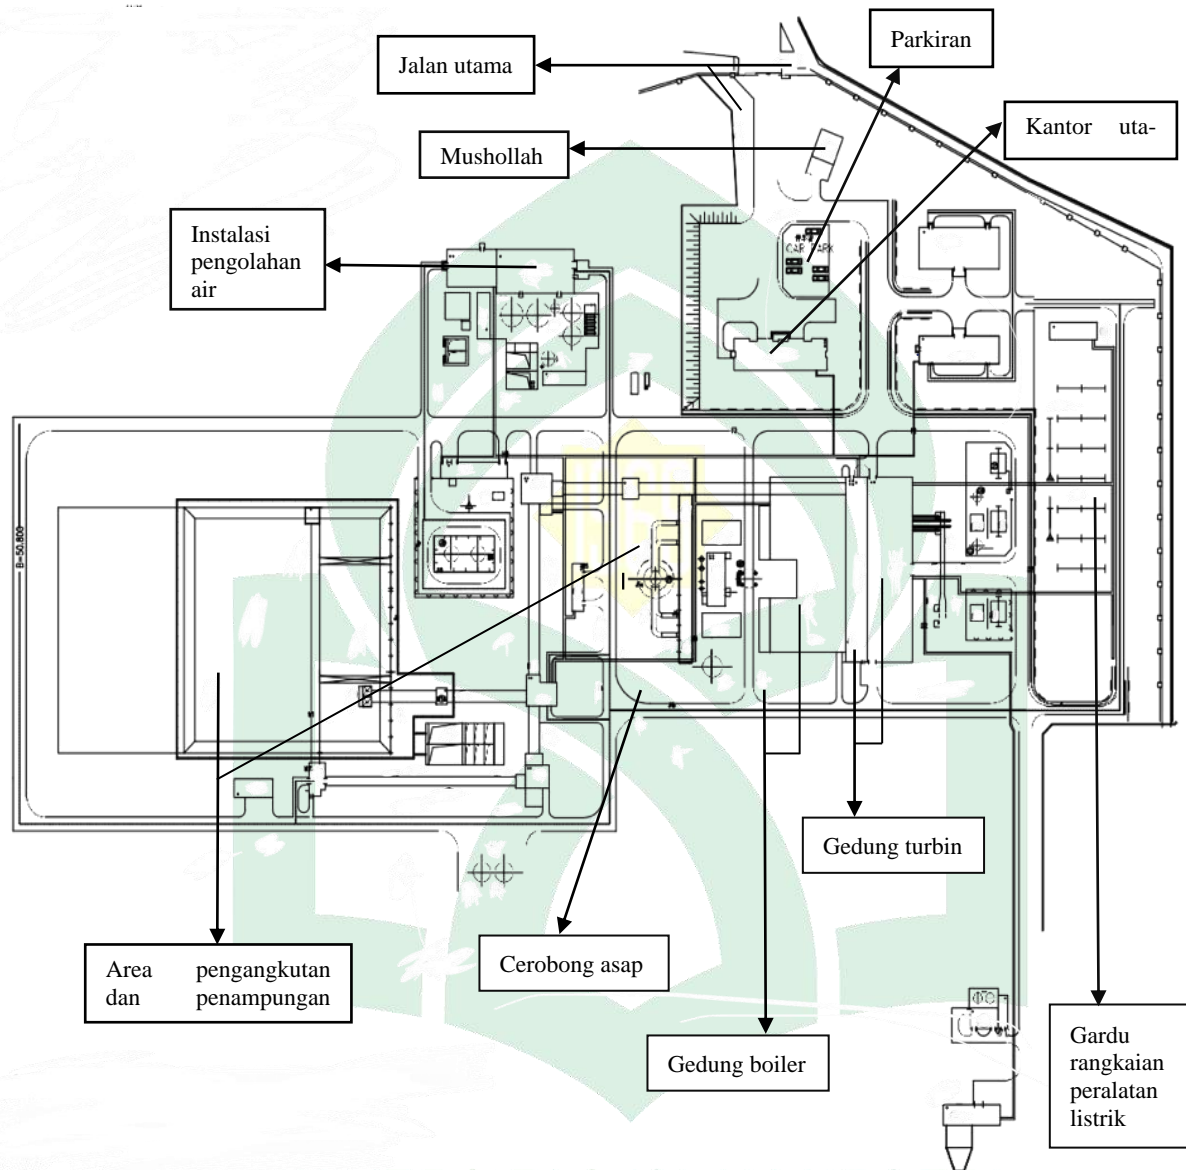 Parkiran
Jalan utama
Kantor uta-
Mushollah
Instalasi
pengolahan
air
CAR PARK
B=50,800
Gedung turbin
Cerobong asap
Area pengangkutan
dan penampungan
Gedung boiler
Gardu
rangkaian
peralatan
listrik